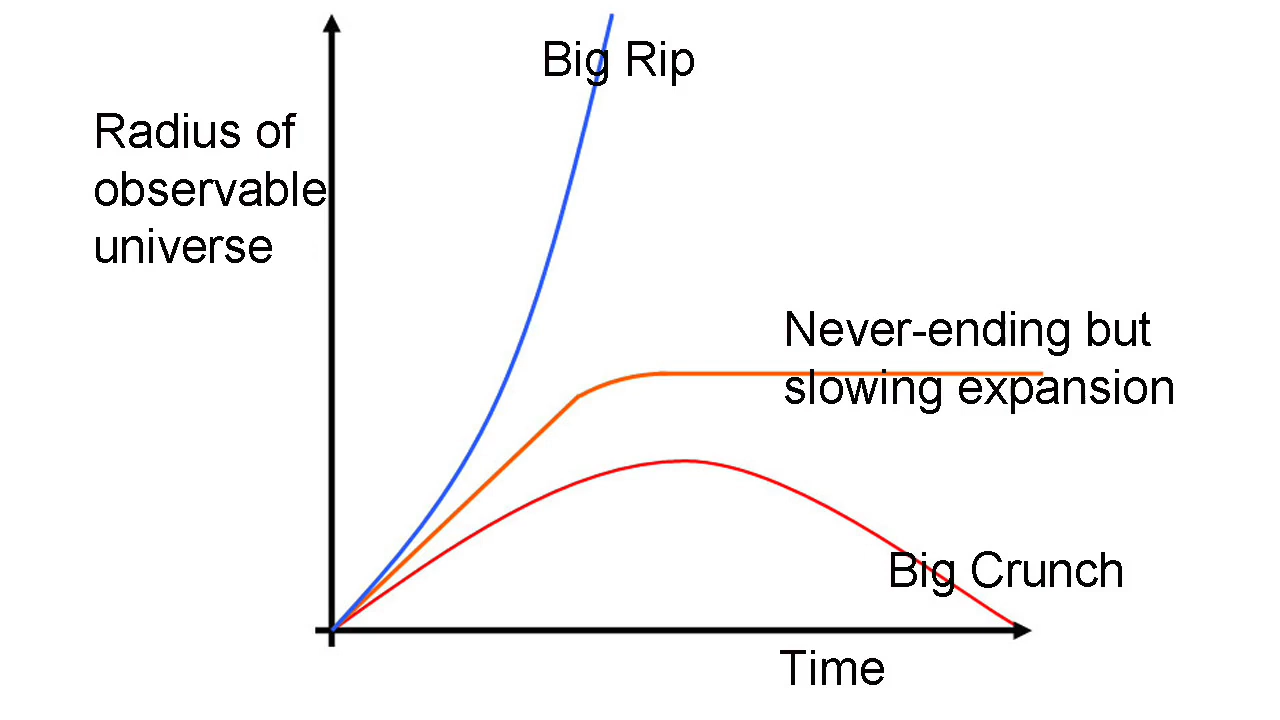 Big Rip
Radius of
observable
universe
Never-ending but
slowing expansion
Big Crunch
Time